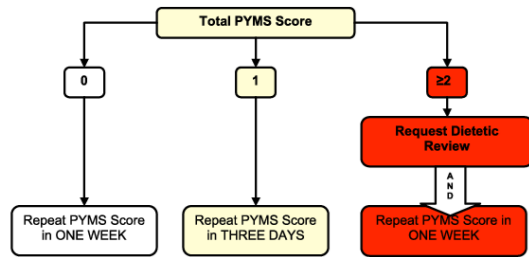 Total PYMS Score
0
1
≥2
Request Dietetic
Review
A
N
D
Repeat PYMS Score
in ONE WEEK
Repeat PYMS Score
in THREE DAYS
Repeat PYMS Score in
ONE WEEK